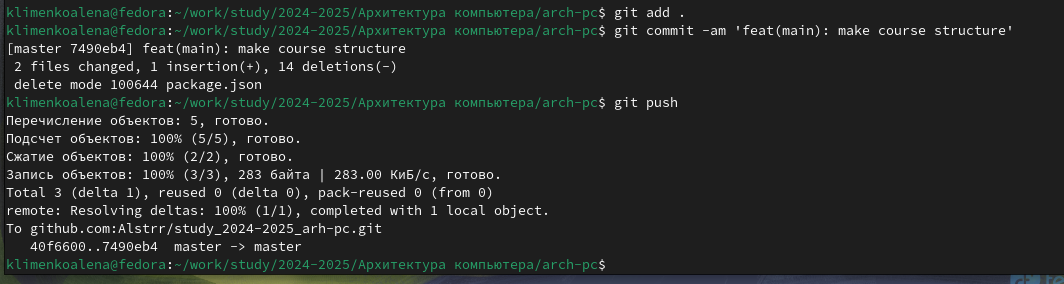 klimenkoalena@fedora:~/work/study/2024-2025/Архитектура компьютера/arch-pc$ git add .
klimenkoalena@fedora:~/work/study/2024-2025/Архитектура компьютера/arch-pc$ git commit -am 'feat(main): make course structure'
[master 7490eb4] feat(main): make course structure
 2 files changed, 1 insertion(+), 14 deletions(-)
 delete mode 100644 package.json
klimenkoalena@fedora:~/work/study/2024-2025/Архитектура компьютера/arch-pc$ git push
Перечисление объектов: 5, готово.
Подсчет объектов: 100% (5/5), готово.
Сжатие объектов: 100% (2/2), готово.
Запись объектов: 100% (3/3), 283 байта | 283.00 КиБ/с, готово.
Total 3 (delta 1), reused 0 (delta 0), pack-reused 0 (from 0)
remote: Resolving deltas: 100% (1/1), completed with 1 local object.
To github.com:Alstrr/study_2024-2025_arh-pc.git
   40f6600..7490eb4  master -> master
klimenkoalena@fedora:~/work/study/2024-2025/Архитектура компьютера/arch-pc$